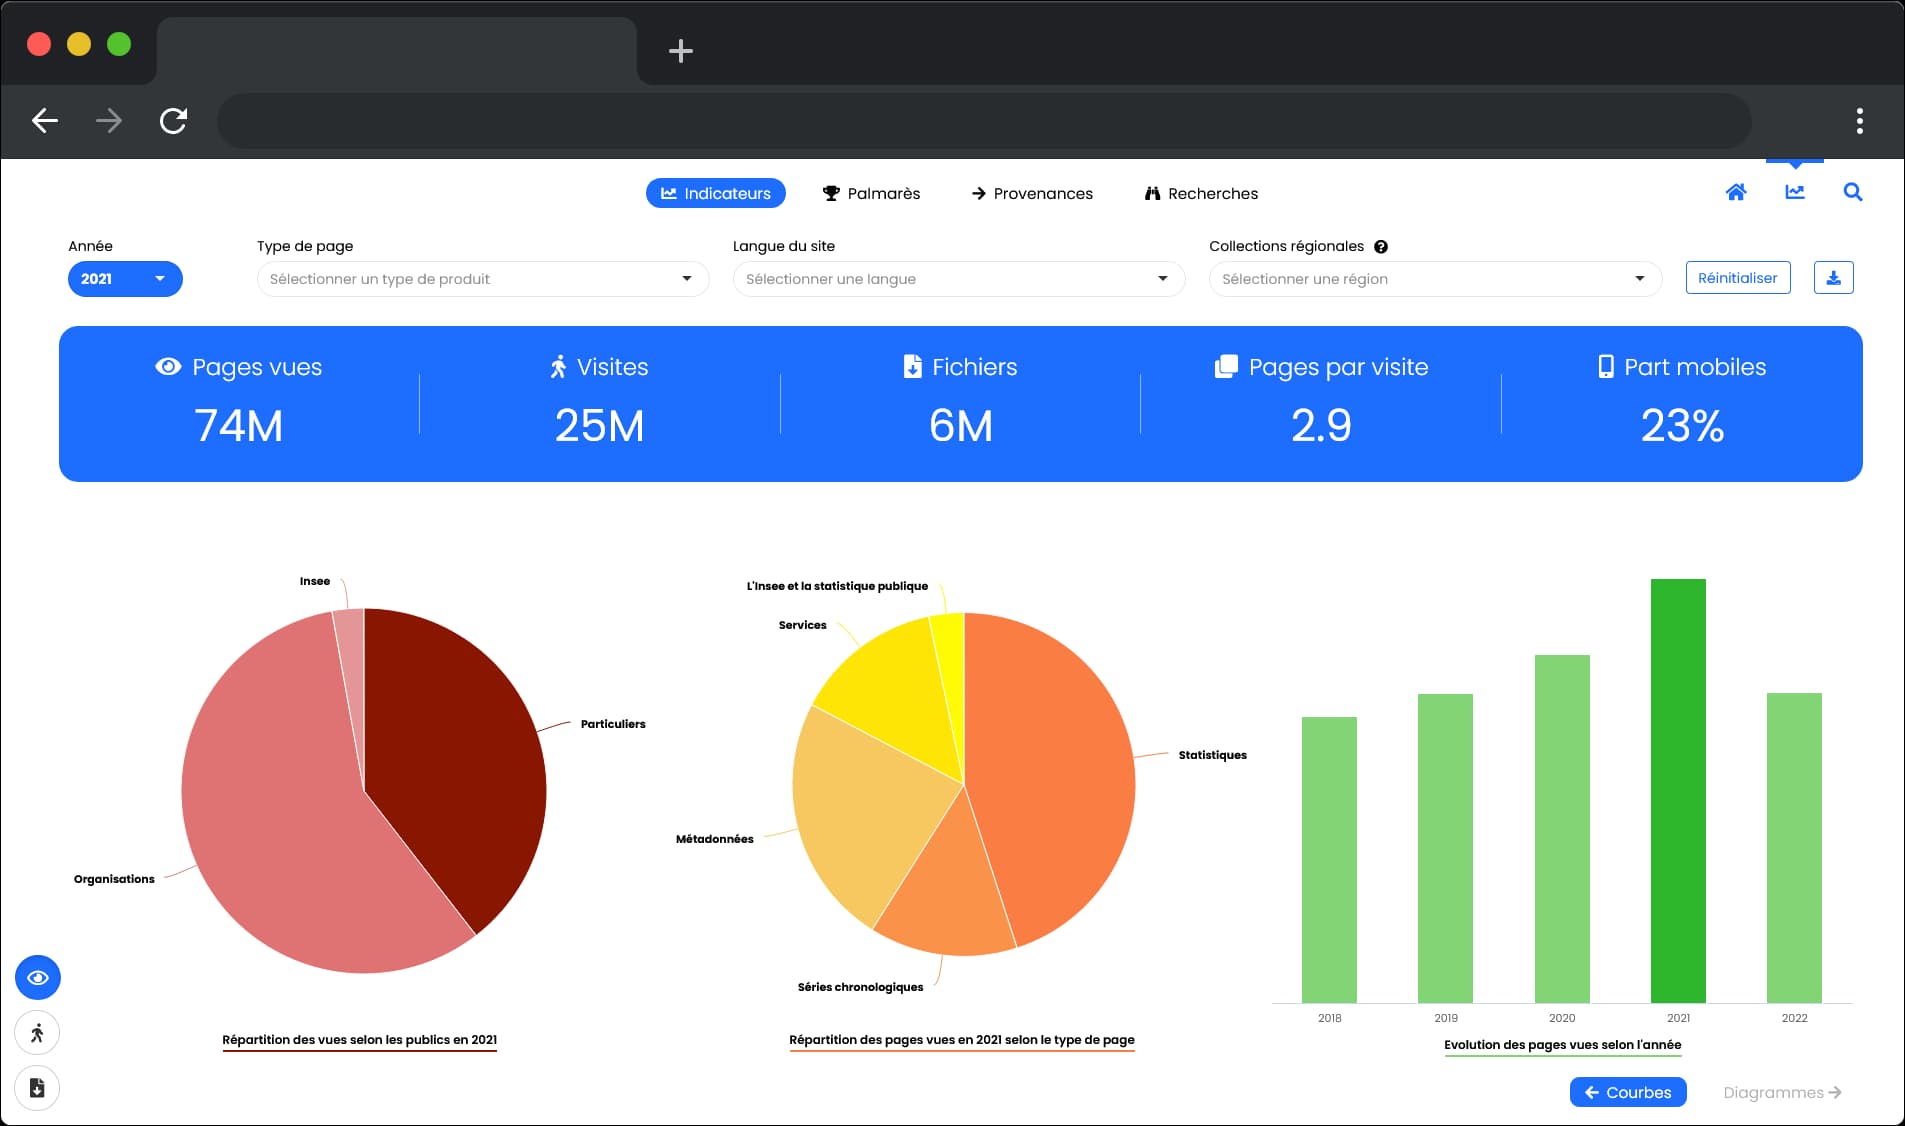 Indicateurs
Palmarès
Provenances
Recherches
Année
Type de page
Langue du site
Collections régionales ?
2021
Sélectionner un type de produit
Sélectionner une langue
Sélectionner une région
Réinitialiser
Pages vues
Visites
Fichiers
Pages par visite
Part mobiles
74M
25M
6M
2.9
23%
Insee
Particuliers
Organisations
Répartition des vues selon les publics en 2021
L'Insee et la statistique publique
Services
Statistiques
Métadonnées
Séries chronologiques
Répartition des pages vues en 2021 selon le type de page
2018
2019
2020
2021
2022
Evolution des pages vues selon l'année
Courbes
Diagrammes